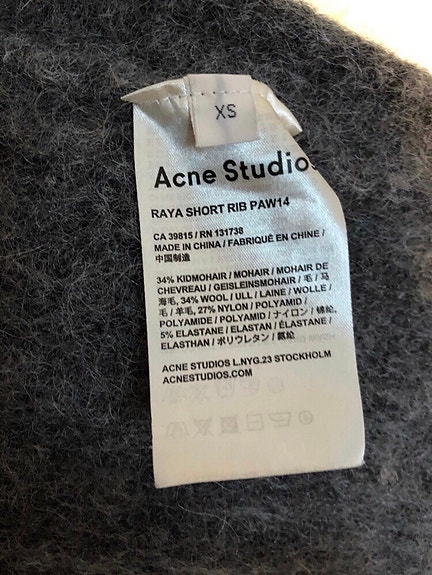 XS
Acne Studios
RAYA SHORT RIB PAW14
CA 39815 / RN 131738
MADE IN CHINA / FABRIQUÉ EN CHINE /
中国制造
34% KIDMOHAIR / MOHAIR / MOHAIR DE
CHEVREAU / GEISLEINSMOHAIR / 毛 / 马
海毛, 34% WOOL / ULL / LAINE / WOLLE /
毛 / 羊毛, 27% NYLON / POLYAMID /
POLYAMIDE / POLYAMID / ナイロン / 锦纶,
5% ELASTANE / ELASTAN / ÉLASTANE /
ELASTHAN / ポリウレタン / 氨纶
ACNE STUDIOS L.NYG.23 STOCKHOLM
ACNESTUDIOS.COM